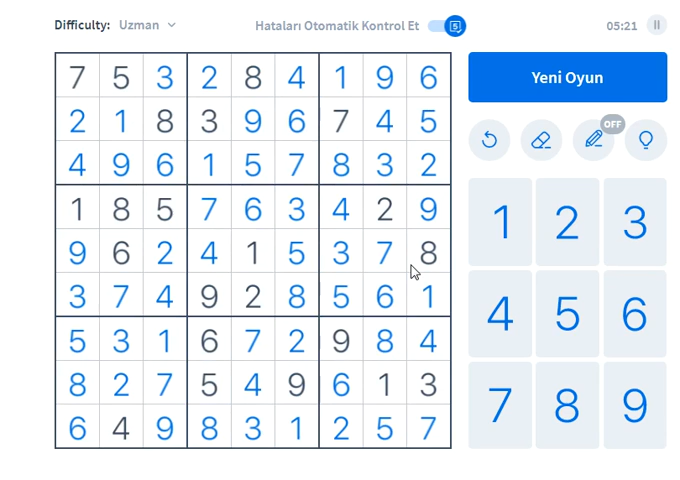 Difficulty: Uzman
Hataları Otomatik Kontrol Et
5
05:21
7 5 3 2 8 4 1 9 6
2 1 8 3 9 6 7 4 5
4 9 6 1 5 7 8 3 2
1 8 5 7 6 3 4 2 9
9 6 2 4 1 5 3 7 8
3 7 4 9 2 8 5 6 1
5 3 1 6 7 2 9 8 4
8 2 7 5 4 9 6 1 3
6 4 9 8 3 1 2 5 7
Yeni Oyun
OFF
1 2 3
4 5 6
7 8 9